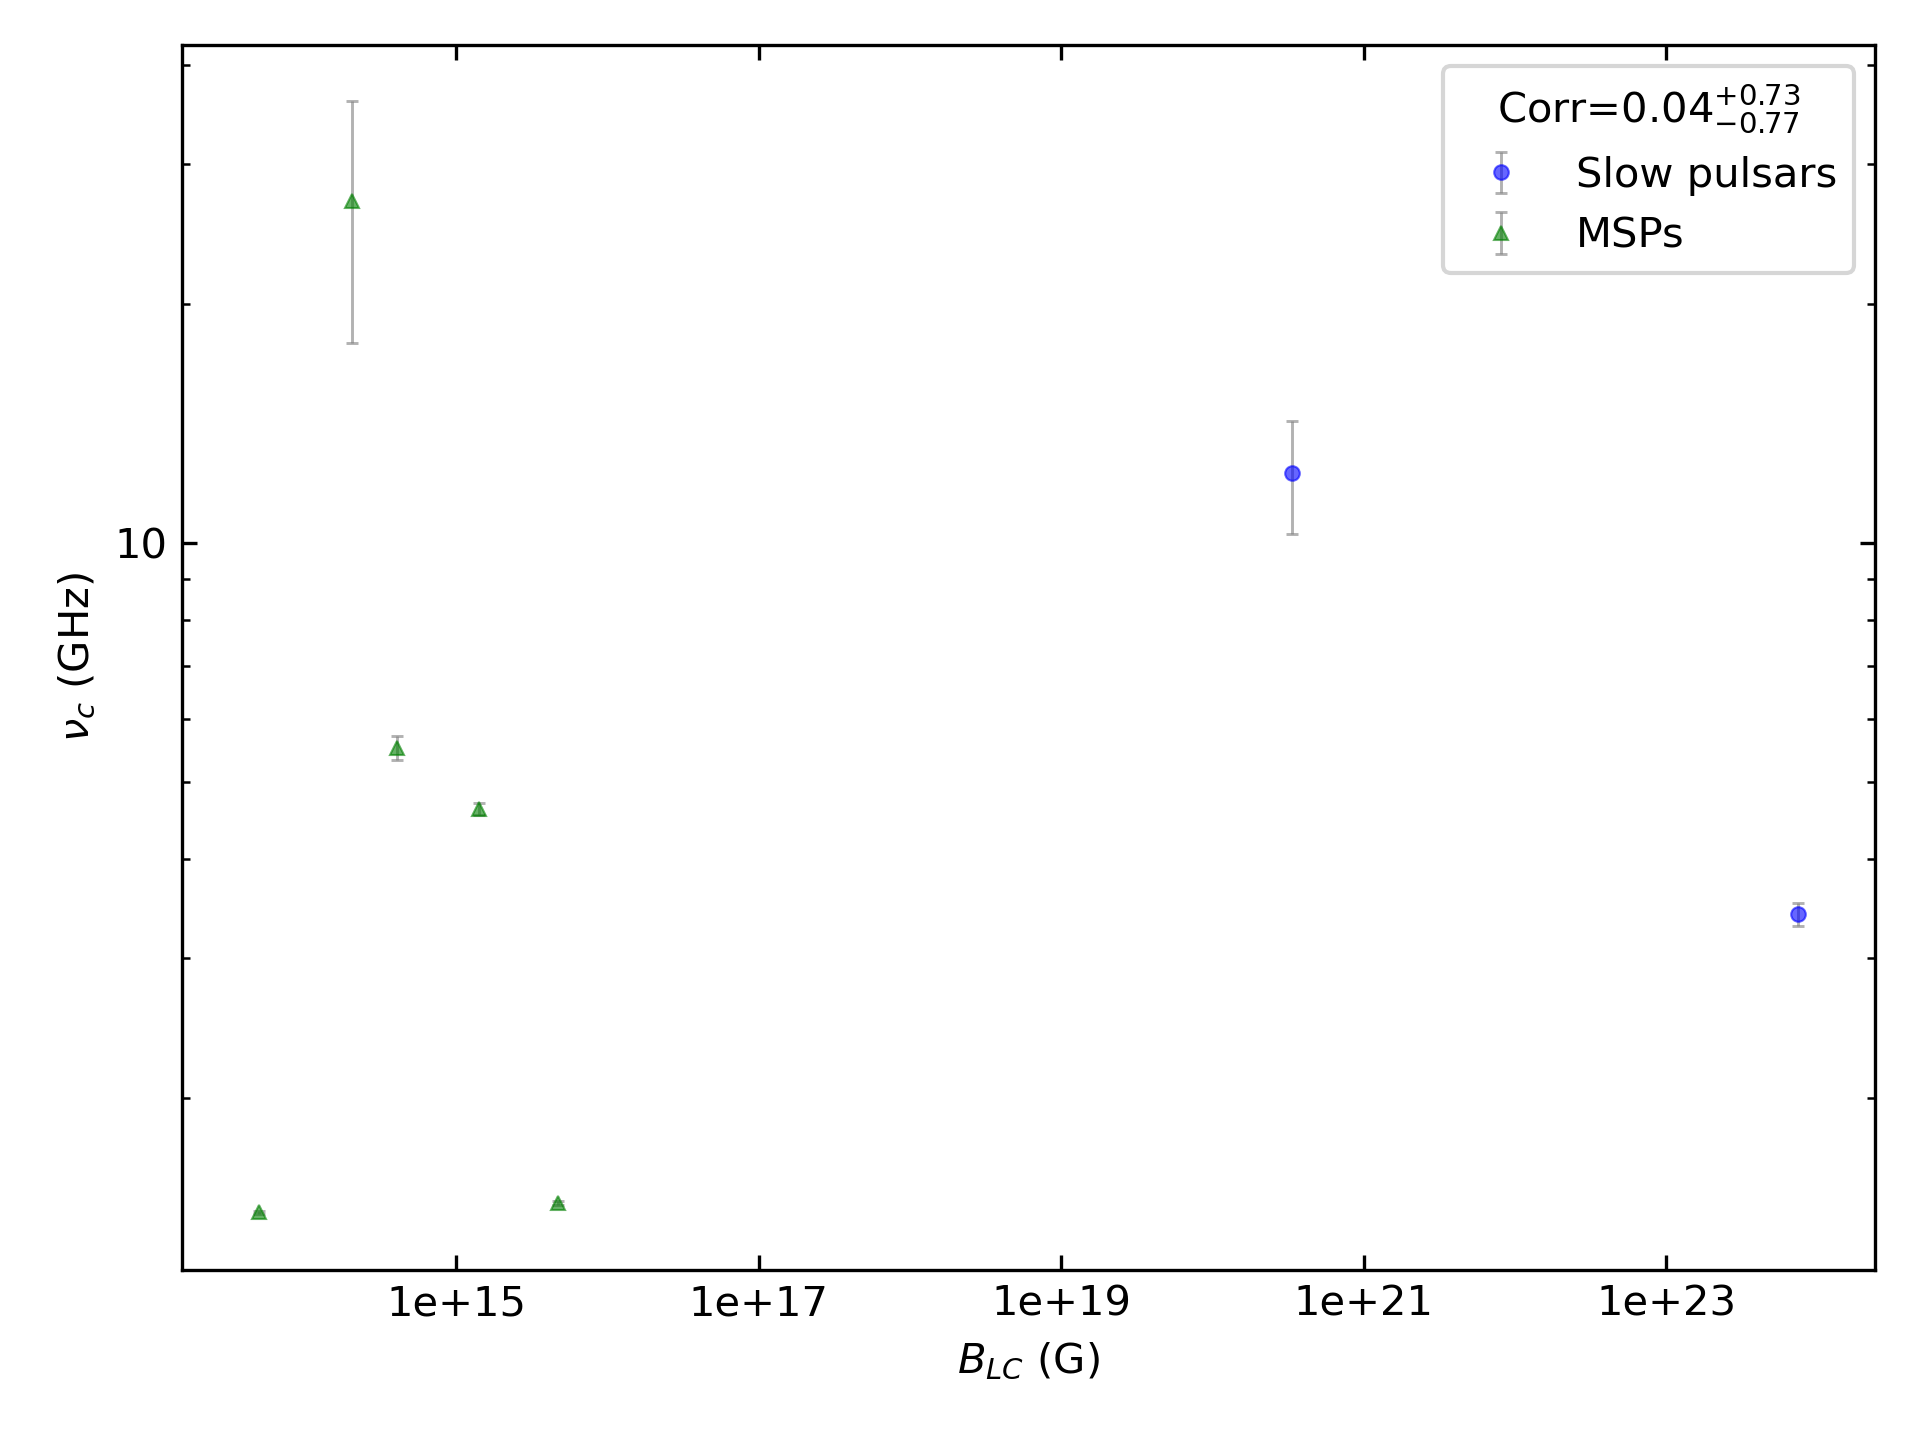 Corr=0.04^{+0.73}_{−0.77}
Slow pulsars
MSPs
10
ν_c (GHz)
1e+15 1e+17 1e+19 1e+21 1e+23
B_{LC} (G)